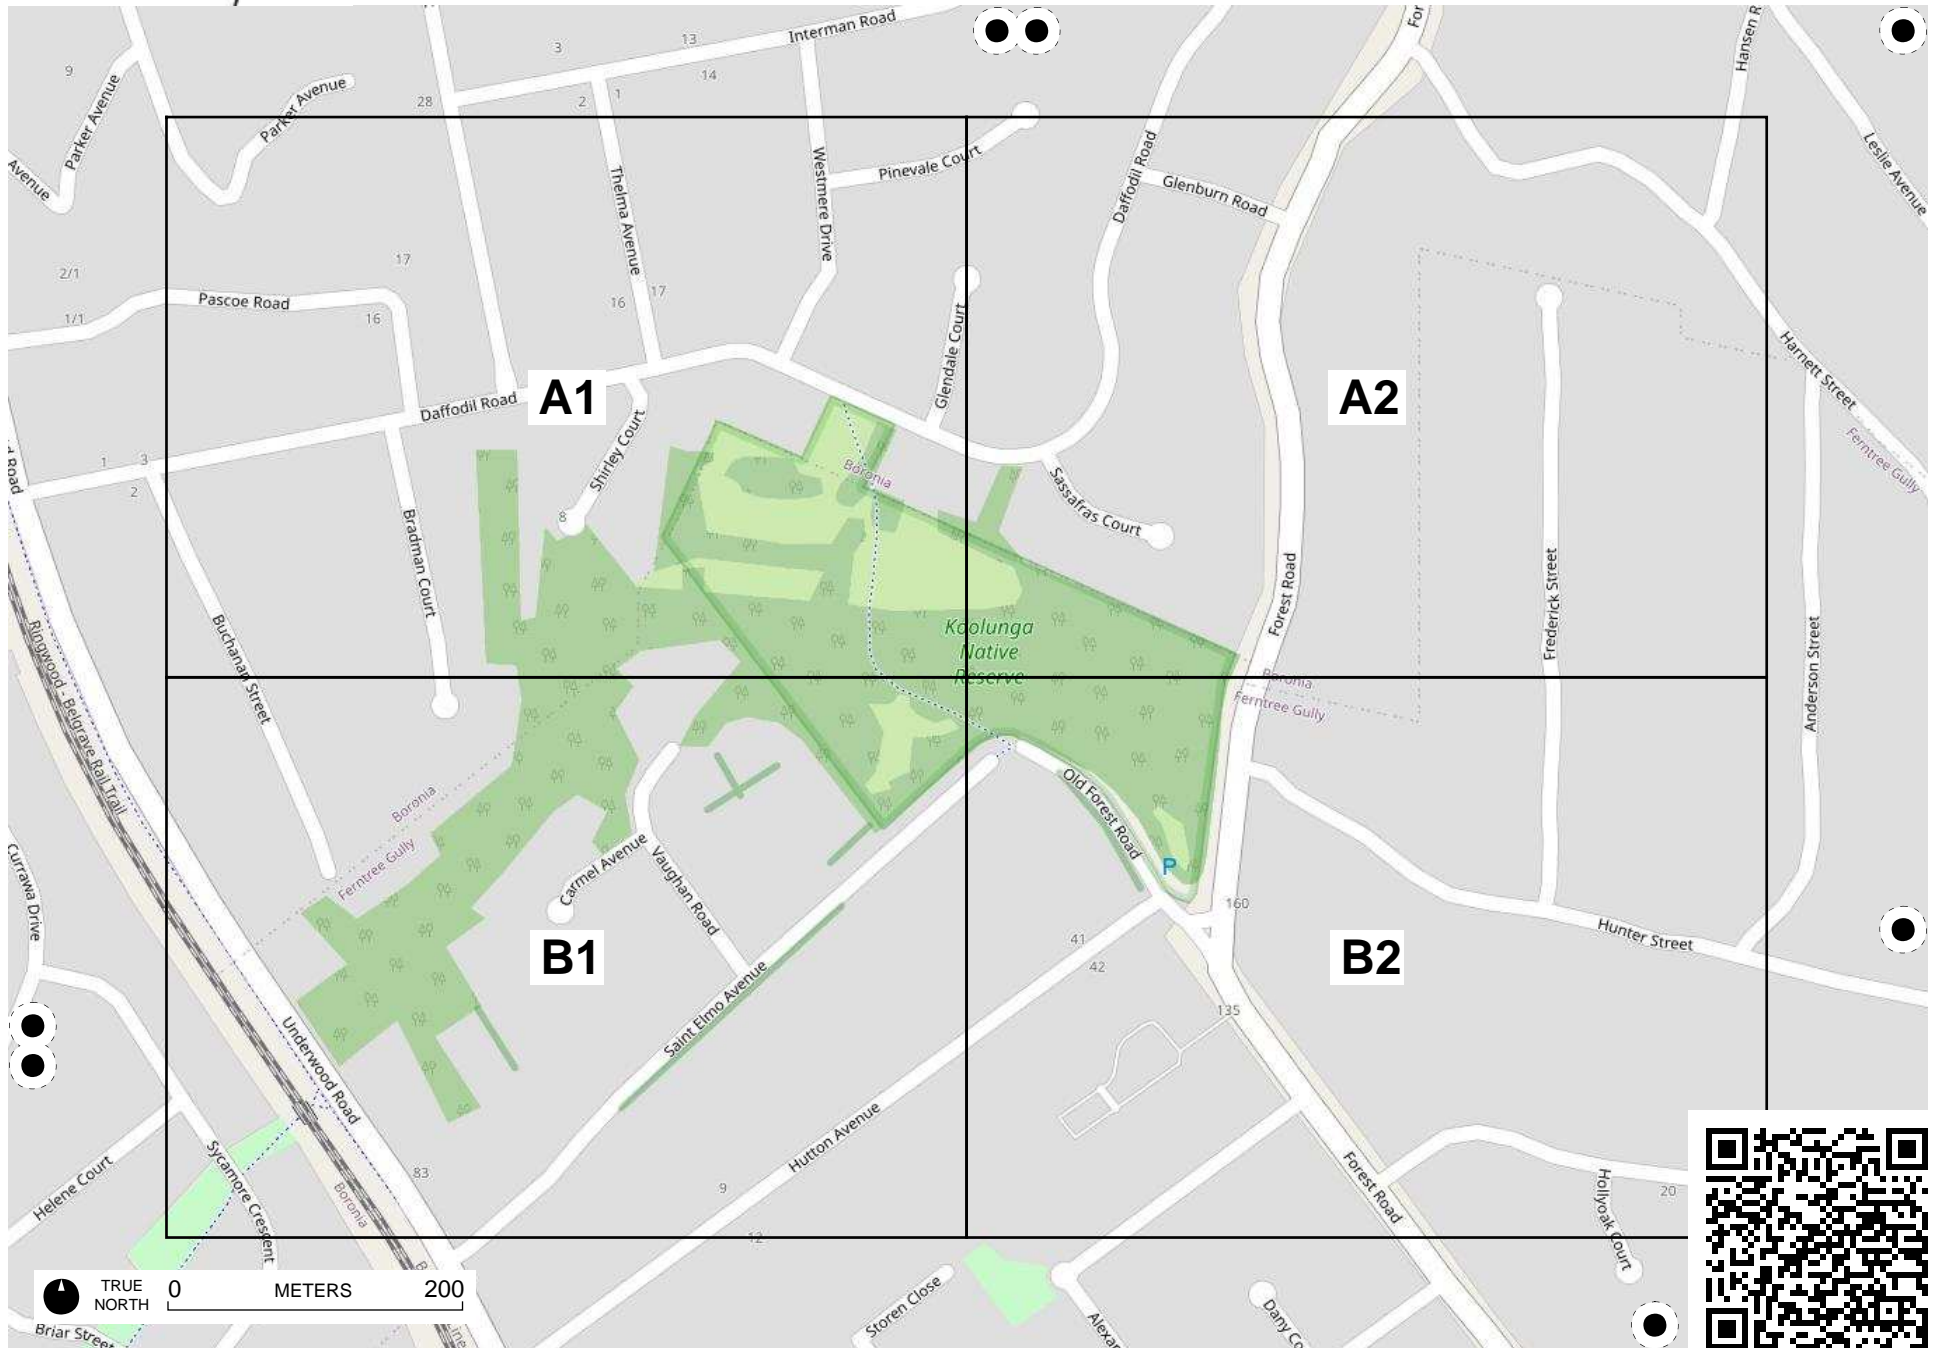 Interman Road
3
13
14
9
Parker Avenue
Parker Avenue
28
2
1
Hansen R
For
Avenue
Leslie Avenue
Thelma Avenue
Westmere Drive
Pinevale Court
Daffodil Road
Glenburn Road
2/1
17
Pascoe Road
16
17
1/1
16
Glendale Court
Harnett Street
A1
A2
Daffodil Road
Shirley Court
Ferntree Gully
1
3
2
d Road
Boronia
Sassafras Court
8
Bradman Court
Forest Road
Frederick Street
Buchanan Street
Ringwood - Belgrave Rail Trail
Koolunga
Native
Reserve
Anderson Street
Boronia
Ferntree Gully
Boronia
Ferntree Gully
Old Forest Road
P
Currawa Drive
Carmel Avenue
Vaughan Road
160
41
42
Hunter Street
B1
B2
Saint Elmo Avenue
135
Underwood Road
Hutton Avenue
Helene Court
Sycamore Crescent
83
Boronia
9
12
Forest Road
Hollyoak Court
20
TRUE
NORTH
0
METERS
200
Briar Street
Storen Close
Alexan
Dany Co